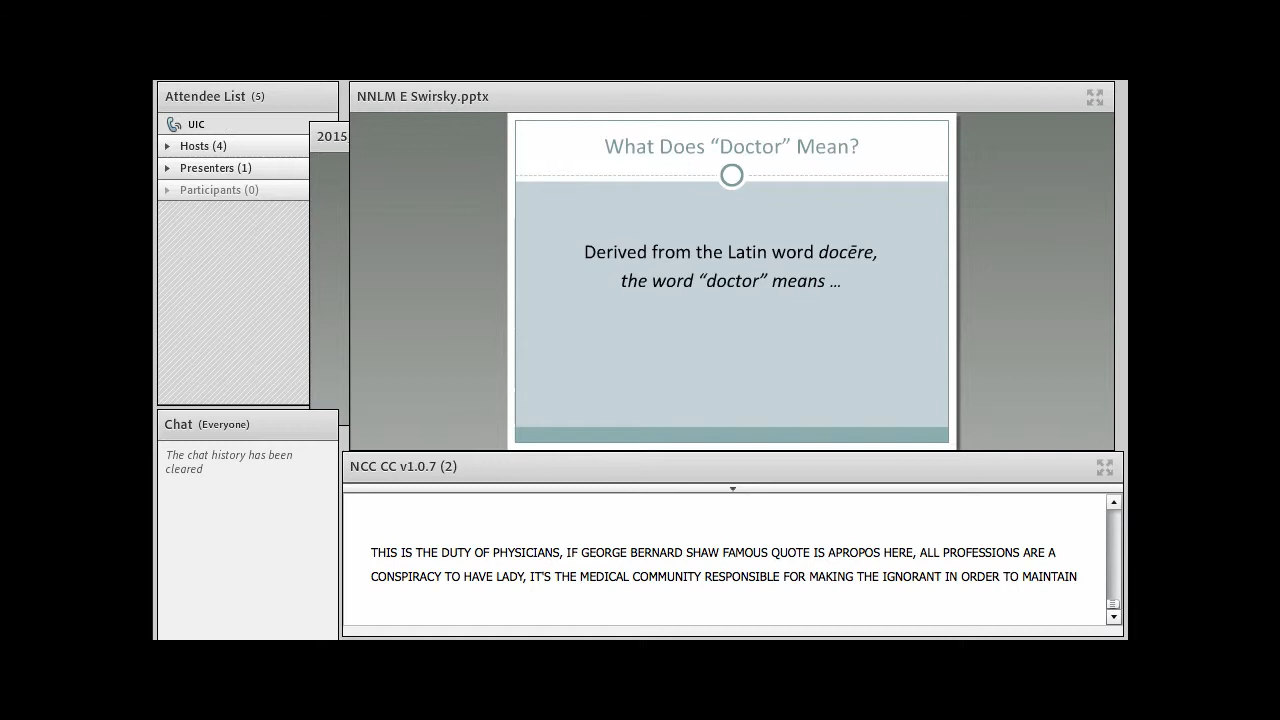 Attendee List (5)
UIC
Hosts (4)
Presenters (1)
Participants (0)
2015
Chat (Everyone)
The chat history has been
cleared
NNLM E Swirsky.pptx
What Does “Doctor” Mean?
Derived from the Latin word docēre,
the word “doctor” means …
NCC CC v1.0.7 (2)
THIS IS THE DUTY OF PHYSICIANS, IF GEORGE BERNARD SHAW FAMOUS QUOTE IS APROPOS HERE, ALL PROFESSIONS ARE A
CONSPIRACY TO HAVE LADY, IT'S THE MEDICAL COMMUNITY RESPONSIBLE FOR MAKING THE IGNORANT IN ORDER TO MAINTAIN